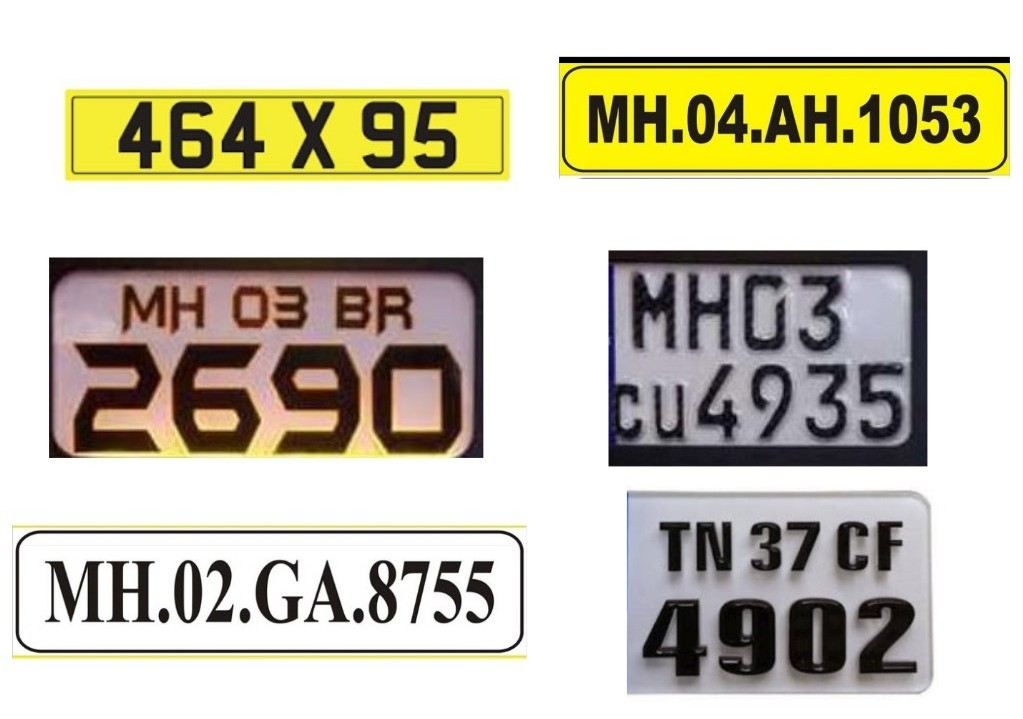 464 X 95
MH.04.AH.1053
MH 03 BR
2690
MH03
cu4935
MH.02.GA.8755
TN 37 CF
4902